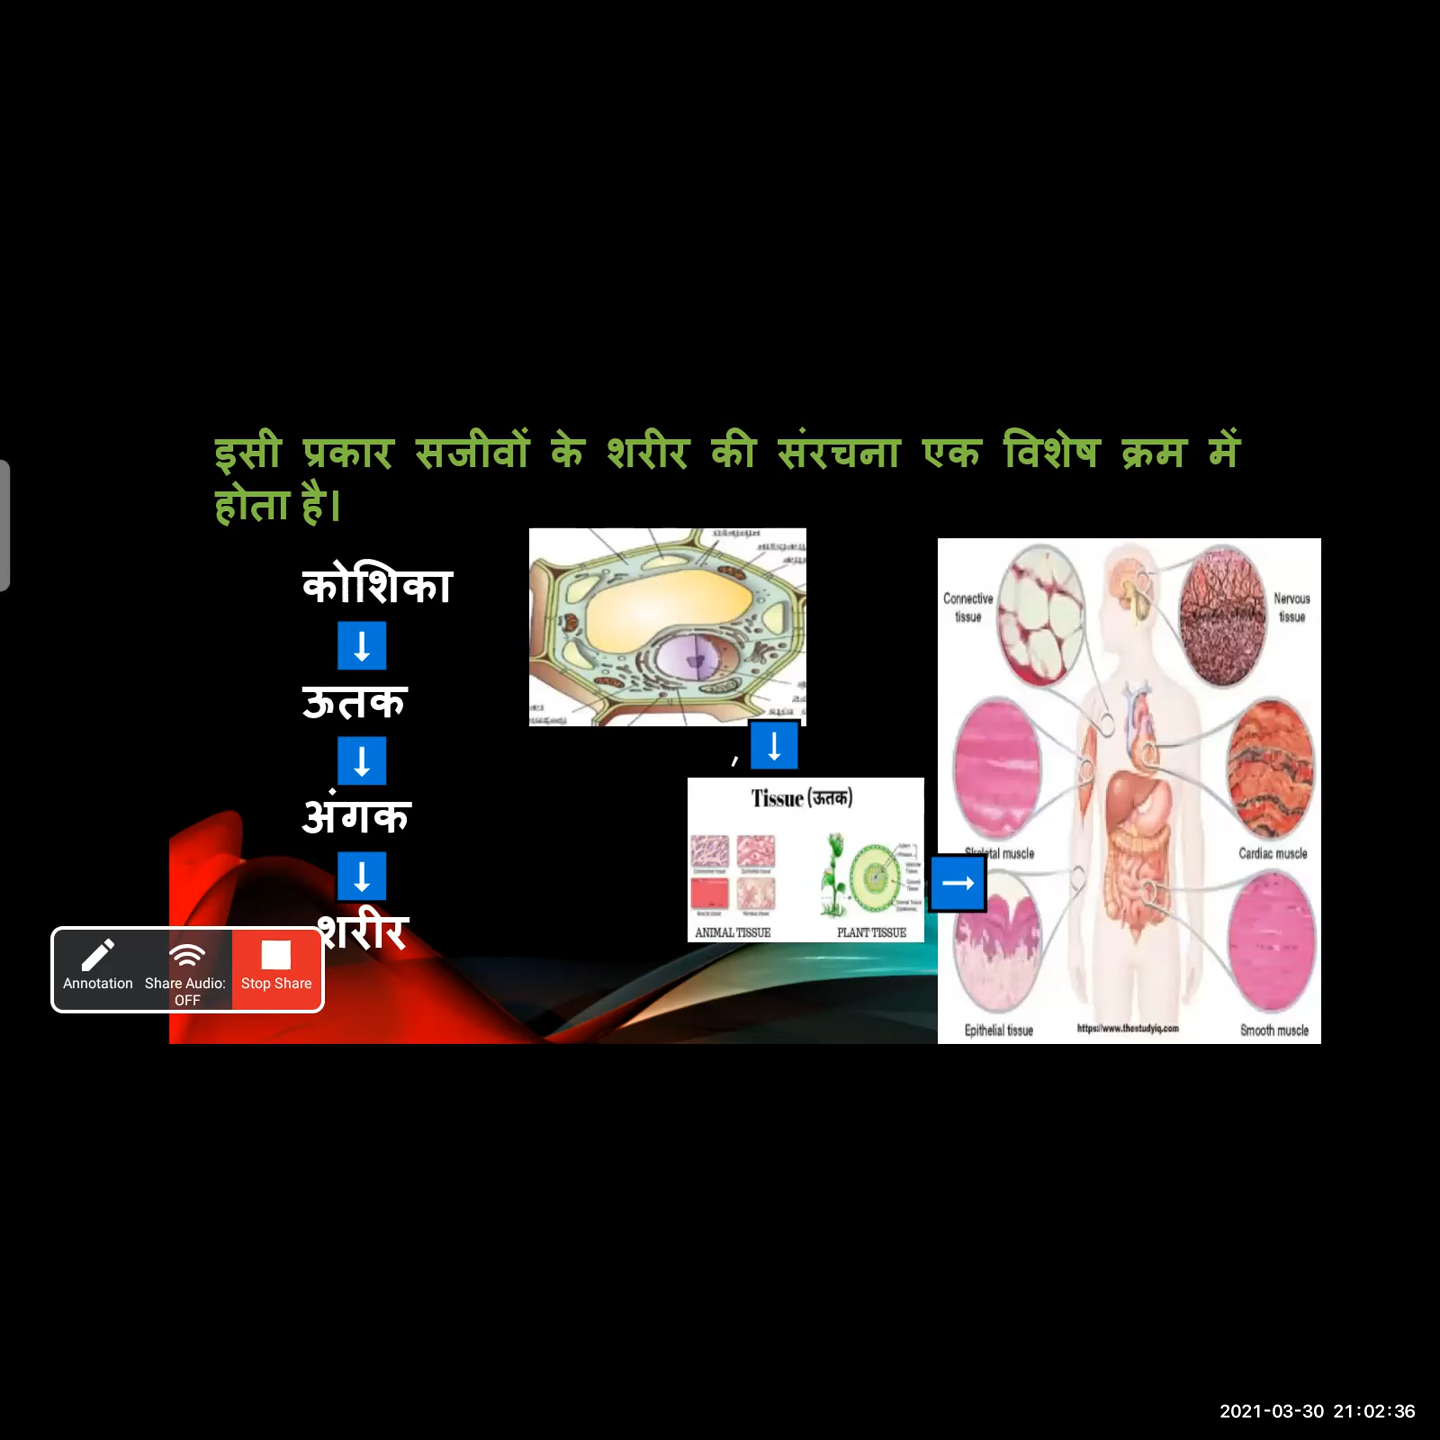 इसी प्रकार सजीवों के शरीर की संरचना एक विशेष क्रम में
होता है।
कोशिका
↓
ऊतक
↓
अंगक
↓
शरीर
,
↓
Tissue (ऊतक)
ANIMAL TISSUE
PLANT TISSUE
→
Connective
tissue
Nervous
tissue
Skeletal muscle
Cardiac muscle
Epithelial tissue
https://www.thestudyiq.com
Smooth muscle
Annotation
Share Audio:
OFF
Stop Share
2021-03-30 21:02:36